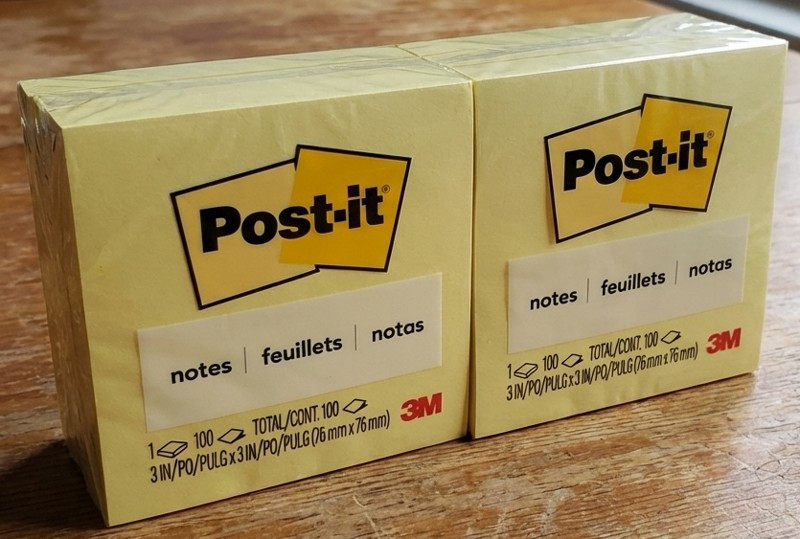 Post-it®
notes | feuillets | notas
1 100 TOTAL/CONT. 100
3 IN/PO/PULG x 3 IN/PO/PULG (76 mm x 76 mm)
3M
Post-it®
notes | feuillets | notas
1 100 TOTAL/CONT. 100
3 IN/PO/PULG x 3 IN/PO/PULG (76 mm x 76 mm)
3M